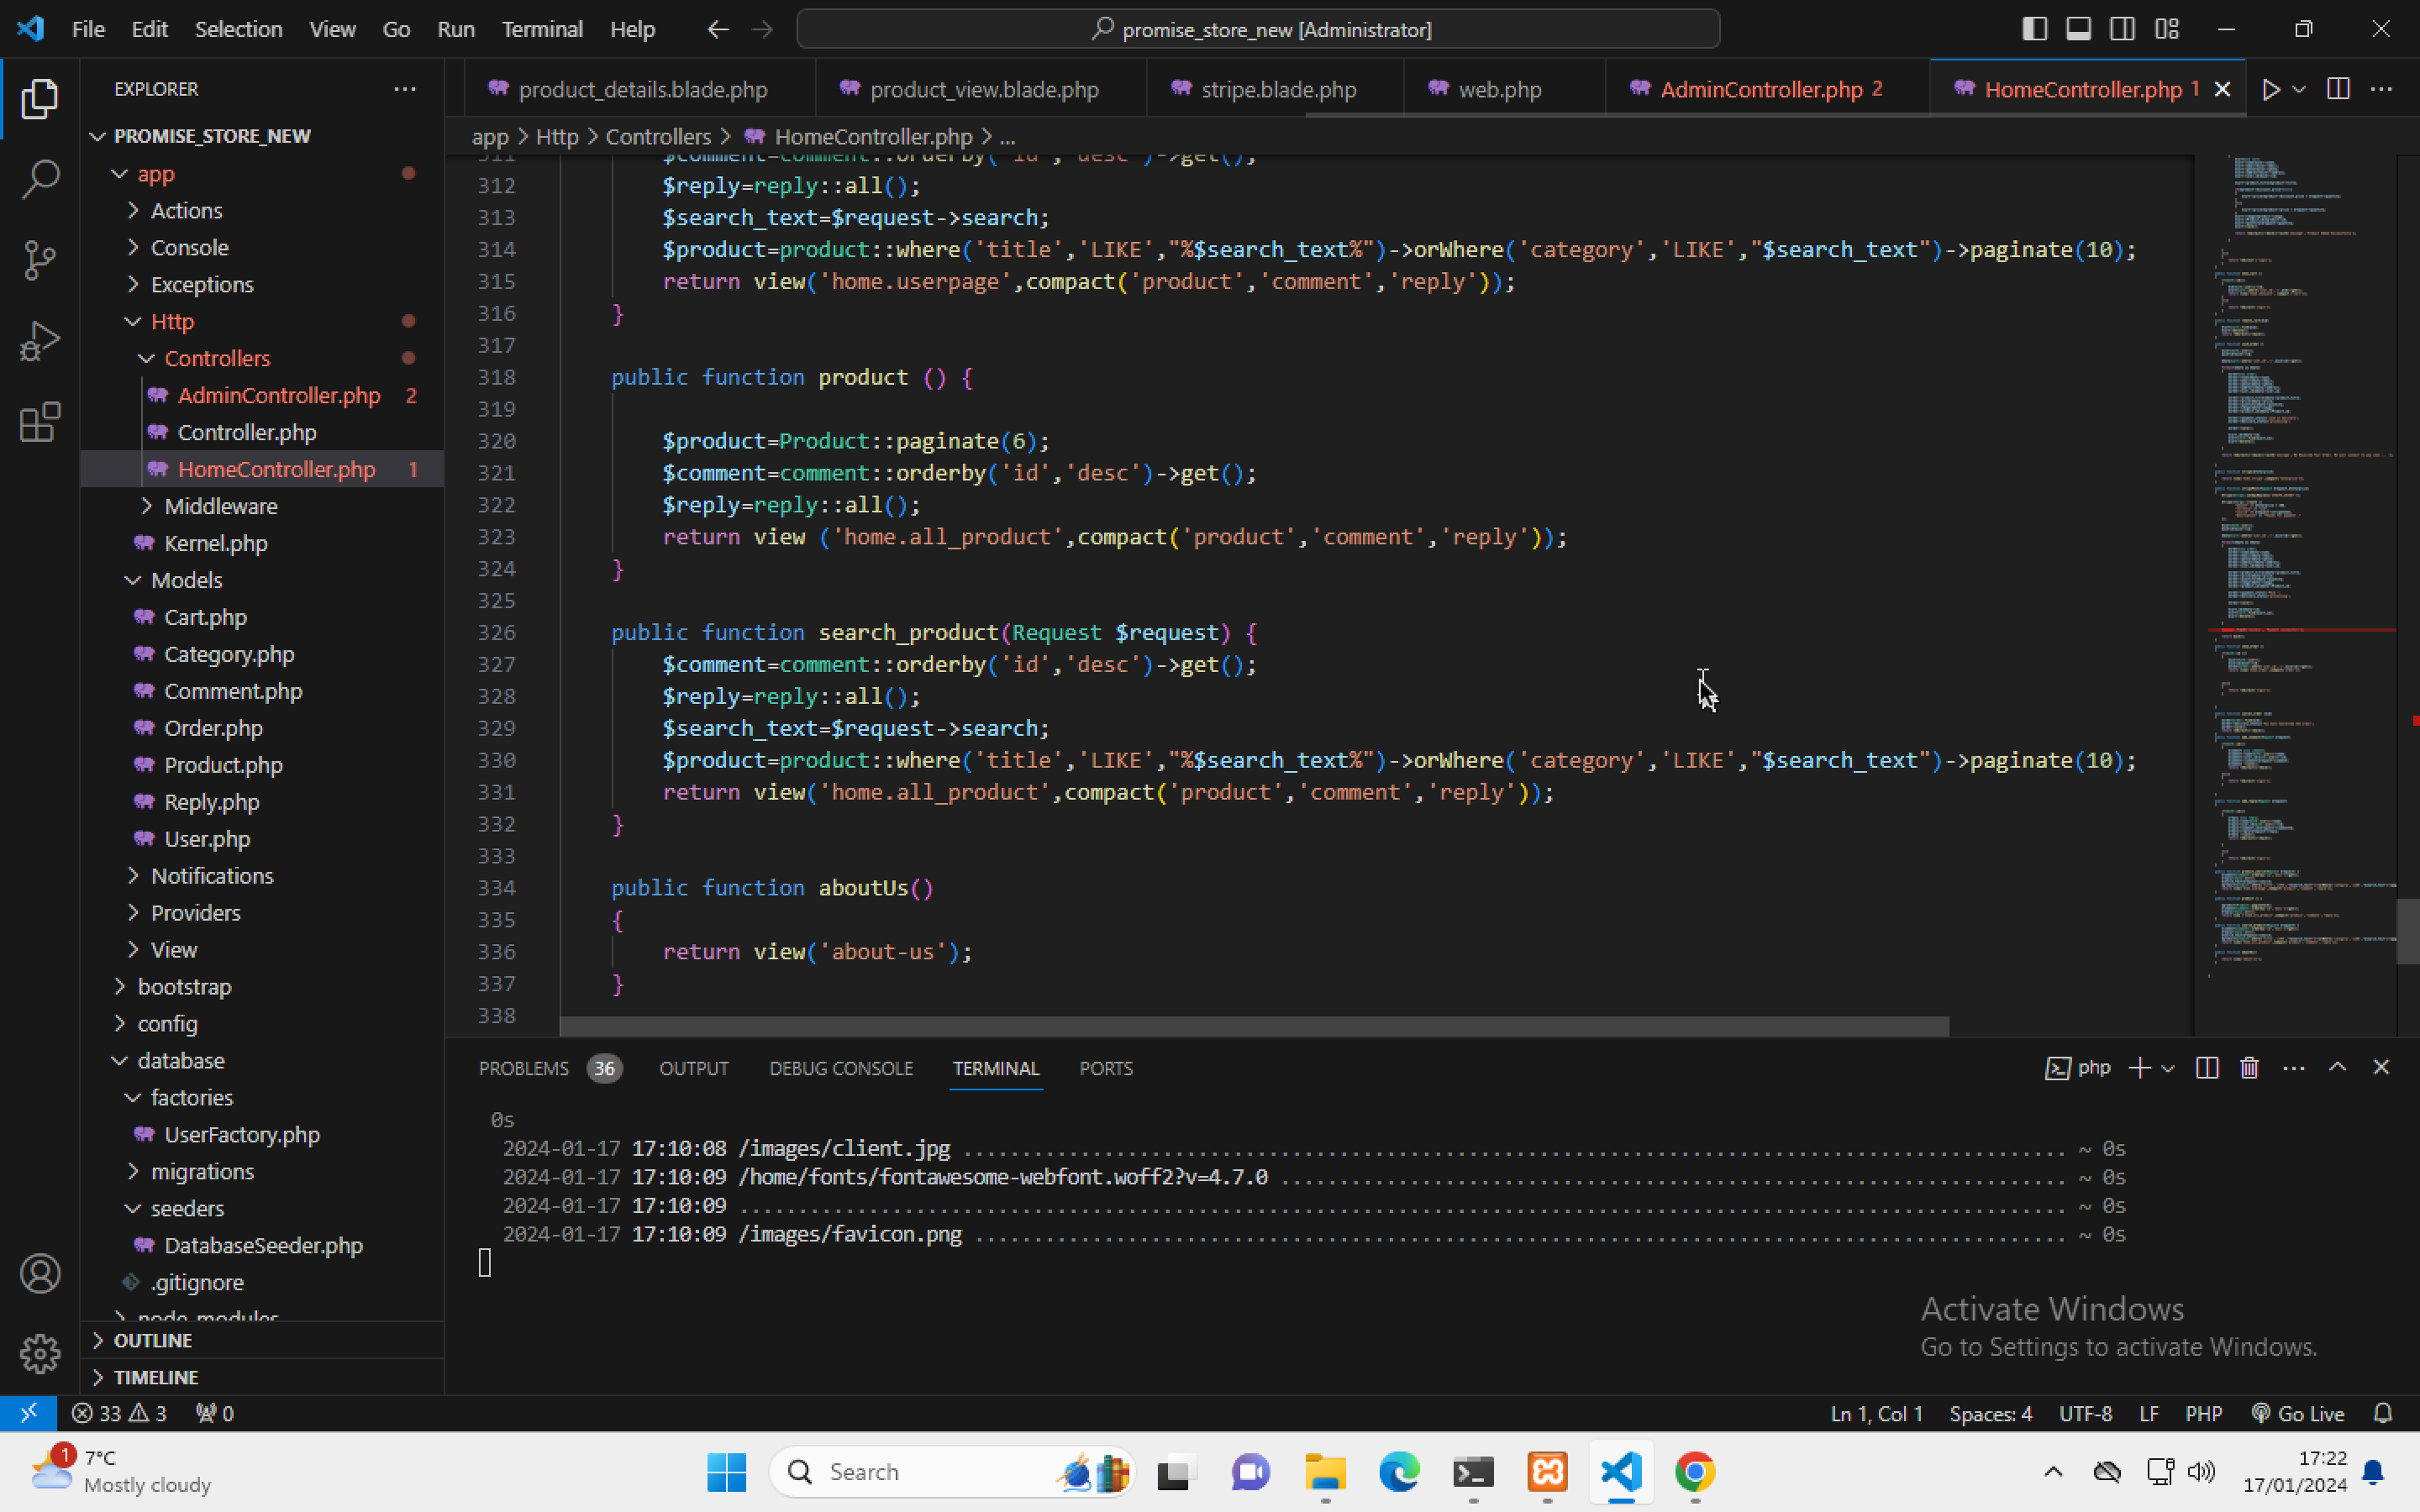 File Edit Selection View Go Run Terminal Help
promise_store_new [Administrator]
EXPLORER
product_details.blade.php
product_view.blade.php
stripe.blade.php
web.php
AdminController.php 2
HomeController.php 1
PROMISE_STORE_NEW
app > Http > Controllers > HomeController.php > ...
app
Actions
Console
Exceptions
Http
Controllers
AdminController.php 2
Controller.php
HomeController.php 1
Middleware
Kernel.php
Models
Cart.php
Category.php
Comment.php
Order.php
Product.php
Reply.php
User.php
Notifications
Providers
View
bootstrap
config
database
factories
UserFactory.php
migrations
seeders
DatabaseSeeder.php
.gitignore
node_modules
OUTLINE
TIMELINE
311 $comment=comment::orderby('id','desc')->get();
312 $reply=reply::all();
313 $search_text=$request->search;
314 $product=product::where('title','LIKE',"%$search_text%")->orWhere('category','LIKE',"$search_text")->paginate(10);
315 return view('home.userpage',compact('product','comment','reply'));
316 }
317
318 public function product () {
319
320 $product=Product::paginate(6);
321 $comment=comment::orderby('id','desc')->get();
322 $reply=reply::all();
323 return view ('home.all_product',compact('product','comment','reply'));
324 }
325
326 public function search_product(Request $request) {
327 $comment=comment::orderby('id','desc')->get();
328 $reply=reply::all();
329 $search_text=$request->search;
330 $product=product::where('title','LIKE',"%$search_text%")->orWhere('category','LIKE',"$search_text")->paginate(10);
331 return view('home.all_product',compact('product','comment','reply'));
332 }
333
334 public function aboutUs()
335 {
336 return view('about-us');
337 }
338
PROBLEMS 36 OUTPUT DEBUG CONSOLE TERMINAL PORTS
php
0s
2024-01-17 17:10:08 /images/client.jpg ........ ~ 0s
2024-01-17 17:10:09 /home/fonts/fontawesome-webfont.woff2?v=4.7.0 ........ ~ 0s
2024-01-17 17:10:09 ........ ~ 0s
2024-01-17 17:10:09 /images/favicon.png ........ ~ 0s
Activate Windows
Go to Settings to activate Windows.
33 3 0
Ln 1, Col 1 Spaces: 4 UTF-8 LF PHP Go Live
1
7°C
Mostly cloudy
Search
17:22
17/01/2024